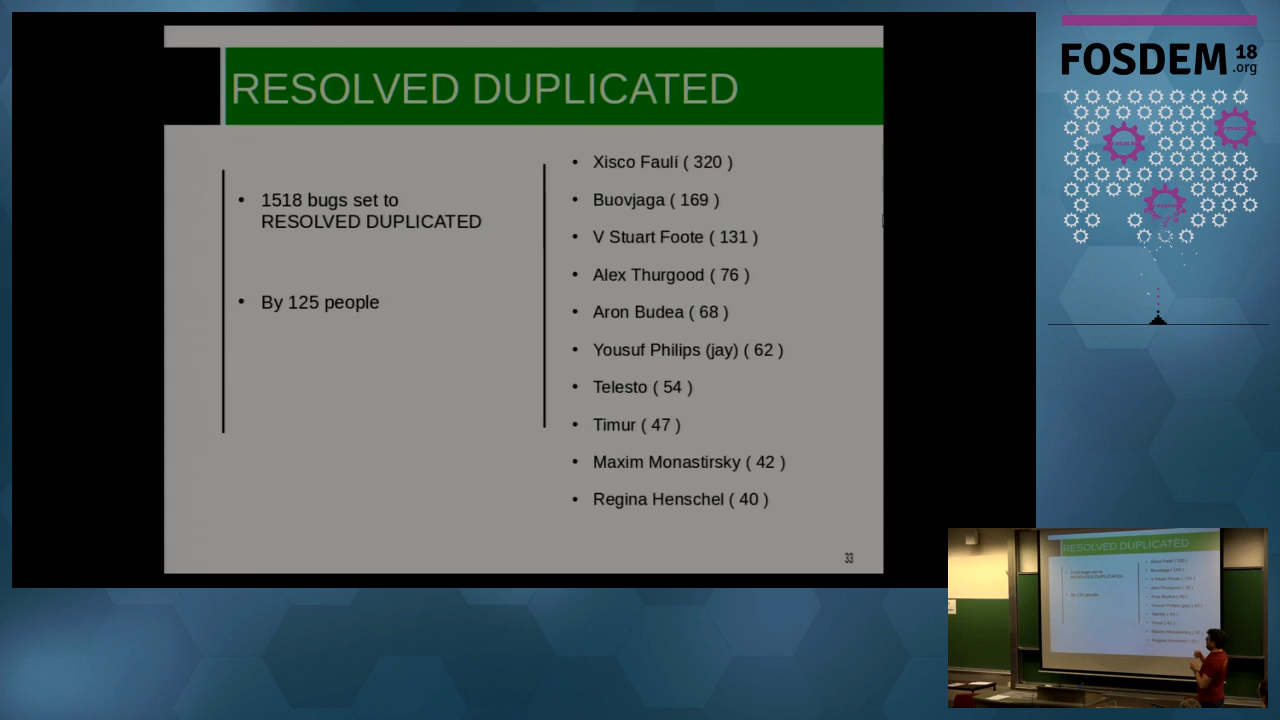 RESOLVED DUPLICATED
• 1518 bugs set to
RESOLVED DUPLICATED
• By 125 people
• Xisco Faulí ( 320 )
• Buovjaga ( 169 )
• V Stuart Foote ( 131 )
• Alex Thurgood ( 76 )
• Aron Budea ( 68 )
• Yousuf Philips (jay) ( 62 )
• Telesto ( 54 )
• Timur ( 47 )
• Maxim Monastirsky ( 42 )
• Regina Henschel ( 40 )
33
FOSDEM 18
.org
RESOLVED DUPLICATED